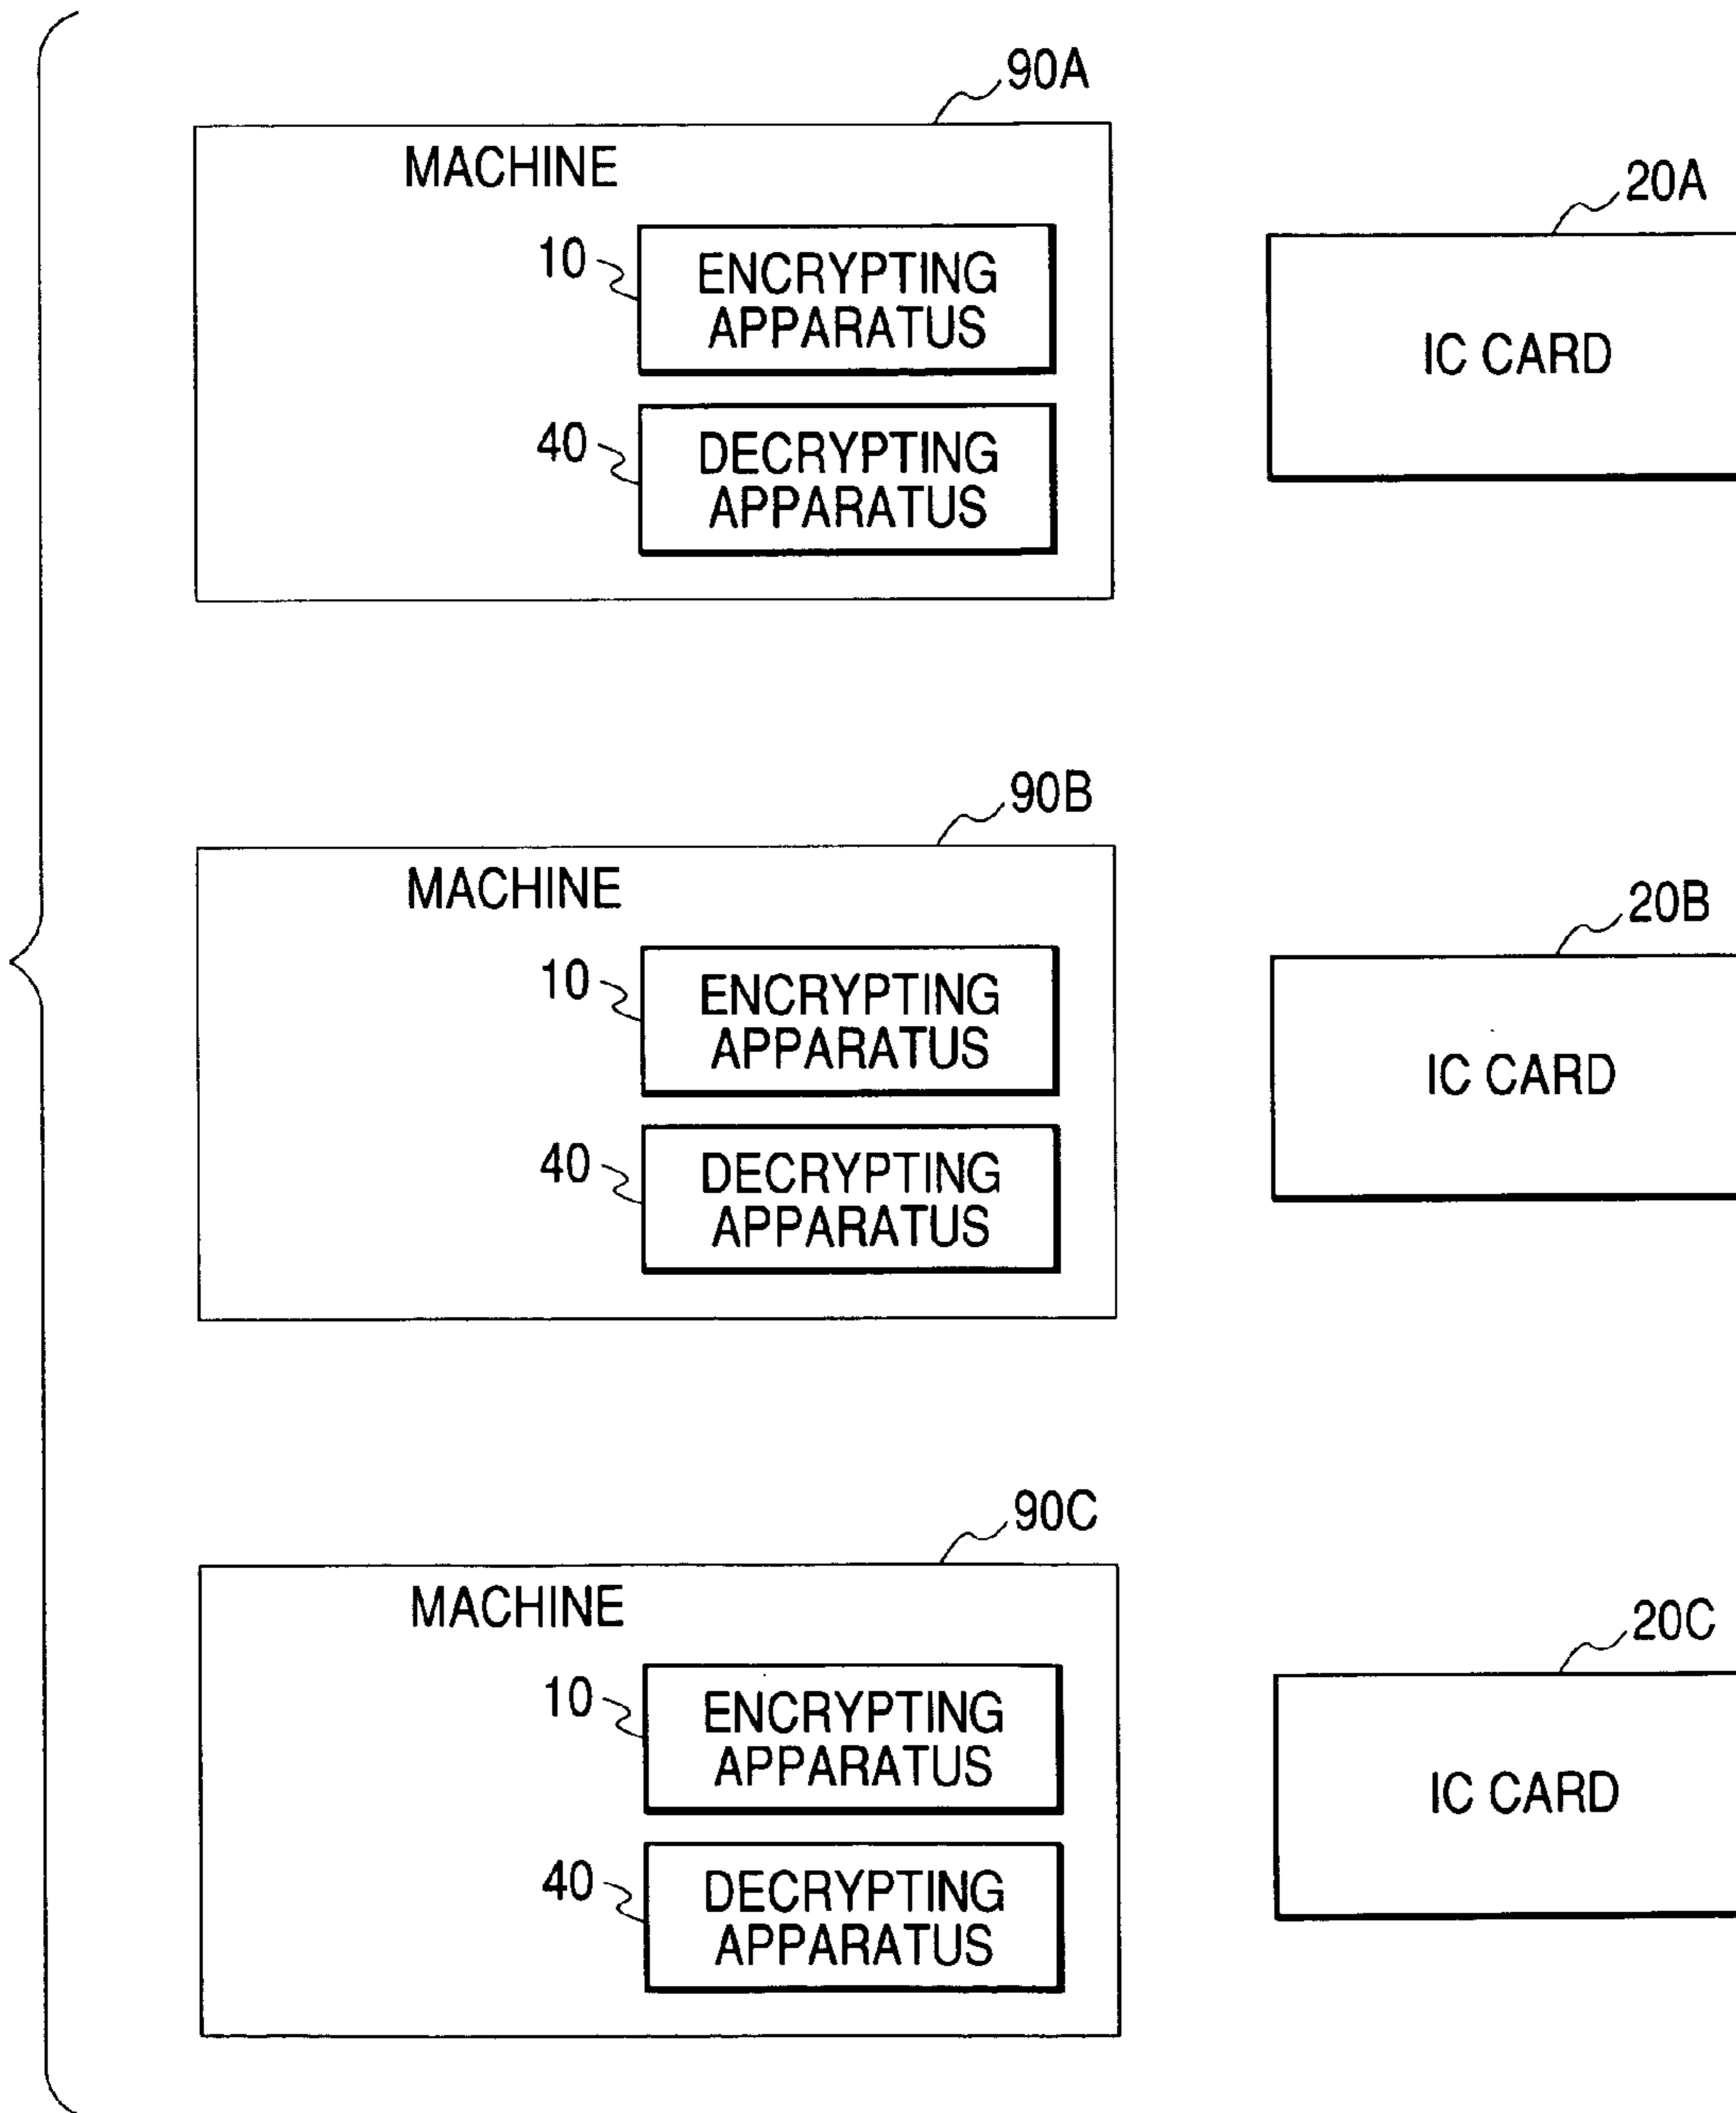 90A
MACHINE
20A
10
ENCRYPTING
APPARATUS
IC CARD
40
DECRYPTING
APPARATUS
90B
MACHINE
20B
10
ENCRYPTING
APPARATUS
IC CARD
40
DECRYPTING
APPARATUS
90C
MACHINE
20C
10
ENCRYPTING
APPARATUS
IC CARD
40
DECRYPTING
APPARATUS